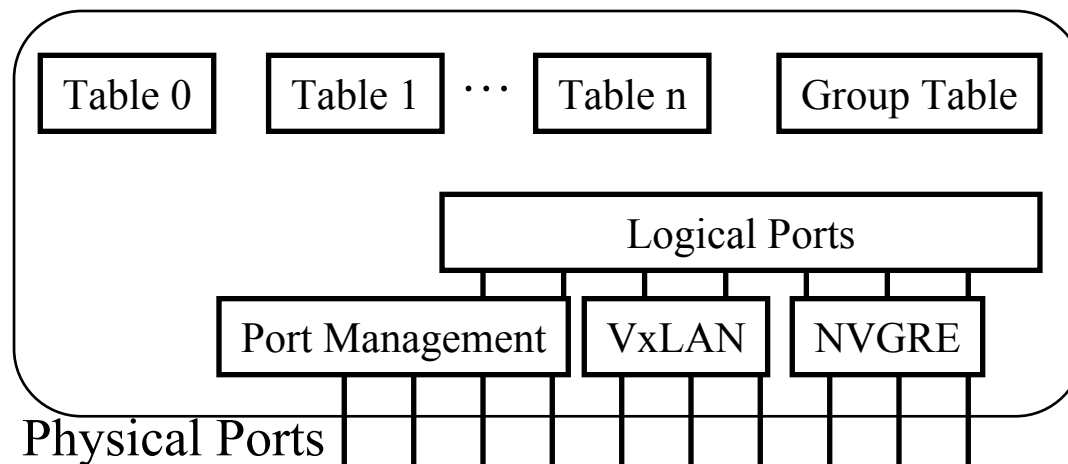 Table 0 Table 1 ... Table n Group Table
Logical Ports
Port Management VxLAN NVGRE
Physical Ports